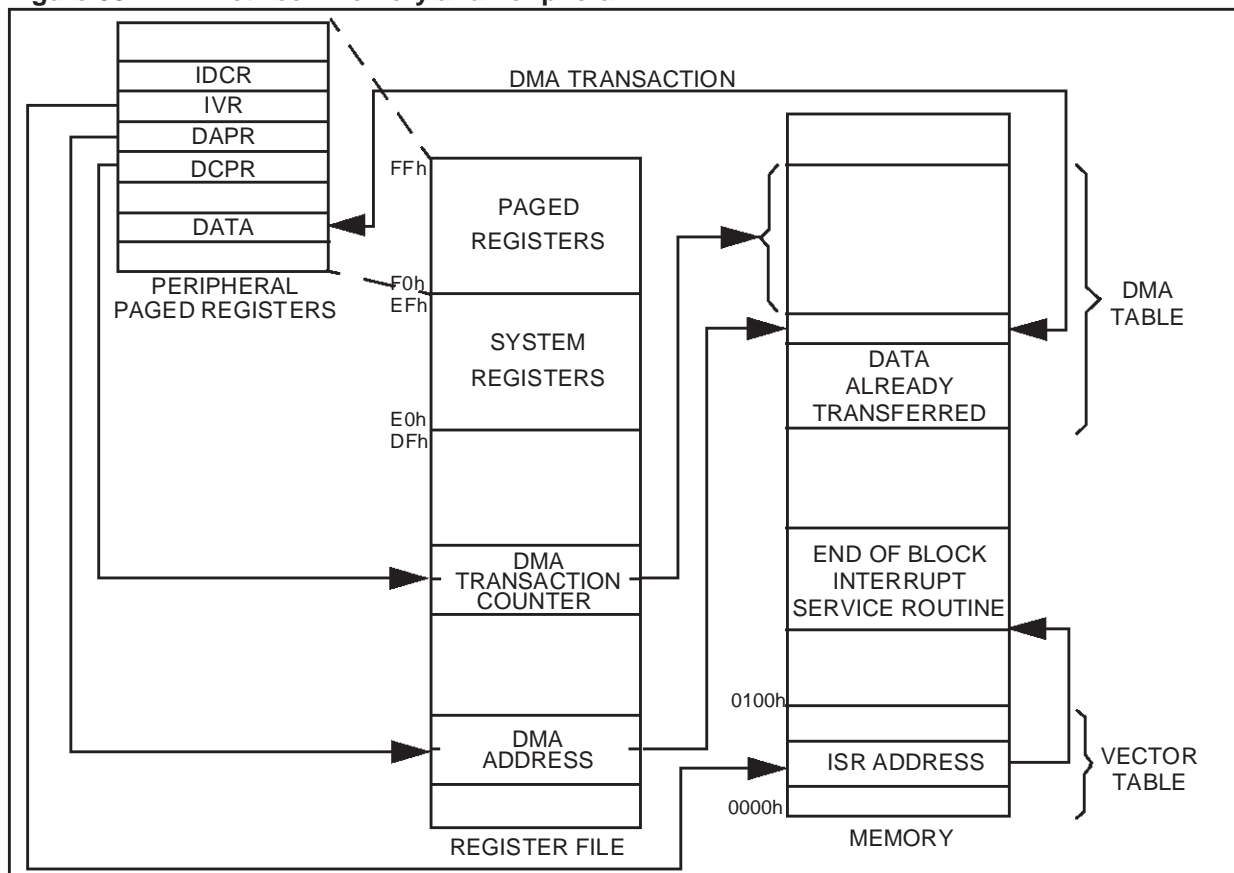 IDCR
IVR
DAPR
DCPR
DATA
PERIPHERAL
PAGED REGISTERS
DMA TRANSACTION
FFh
PAGED
REGISTERS
F0h
EFh
SYSTEM
REGISTERS
E0h
DFh
DMA
TRANSACTION
COUNTER
DMA
ADDRESS
REGISTER FILE
DMA
TABLE
DATA
ALREADY
TRANSFERRED
END OF BLOCK
INTERRUPT
SERVICE ROUTINE
0100h
ISR ADDRESS
0000h
VECTOR
TABLE
MEMORY